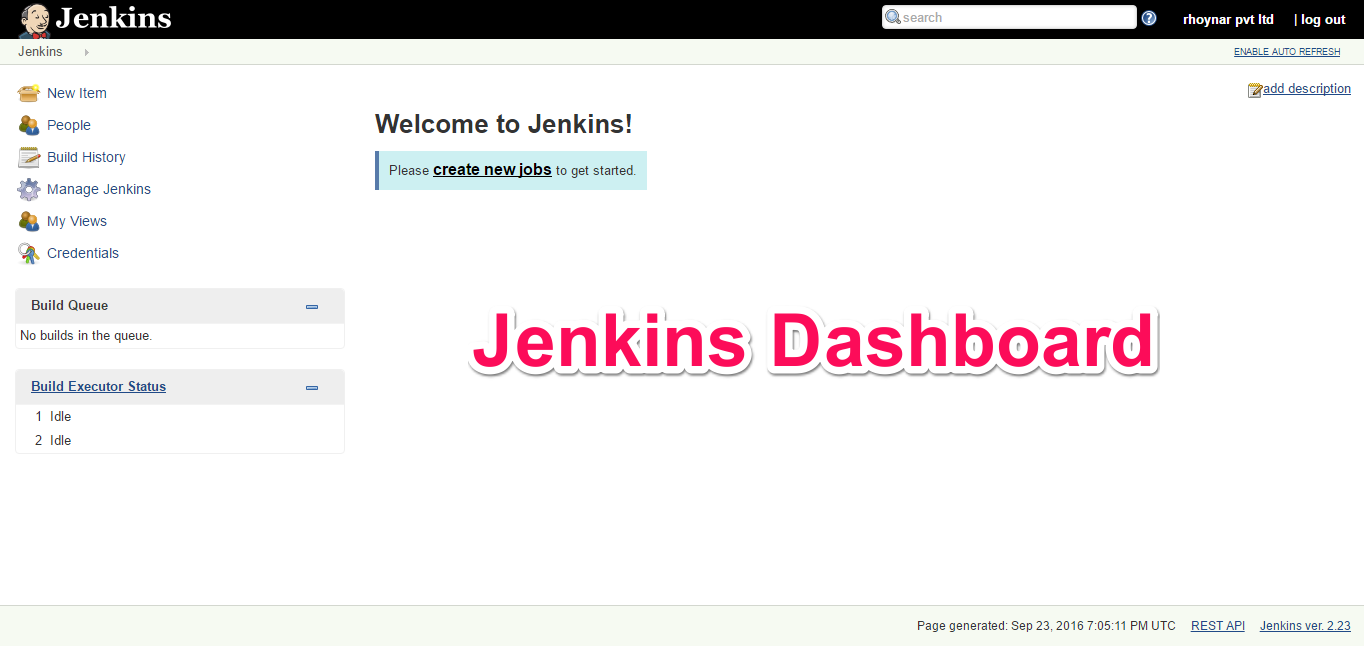 Jenkins
search
rhoynar pvt ltd | log out
Jenkins
ENABLE AUTO REFRESH
New Item
People
Build History
Manage Jenkins
My Views
Credentials
add description
Welcome to Jenkins!
Please create new jobs to get started.
Build Queue
No builds in the queue.
Build Executor Status
1 Idle
2 Idle
Jenkins Dashboard
Page generated: Sep 23, 2016 7:05:11 PM UTC REST API Jenkins ver. 2.23